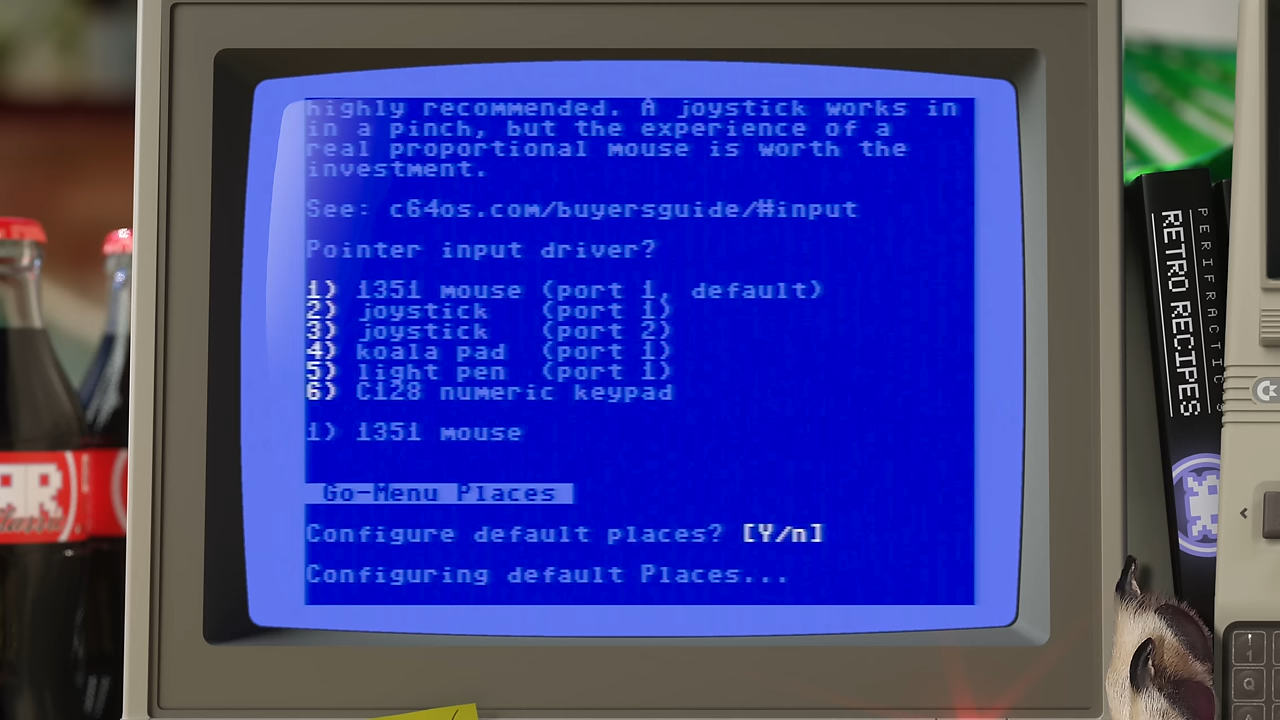 highly recommended. A joystick works in
in a pinch, but the experience of a
real proportional mouse is worth the
investment.
See: c64os.com/buyersguide/#input
Pointer input driver?
1) 1351 mouse (port 1, default)
2) joystick (port 1)
3) joystick (port 2)
4) koala pad (port 1)
5) light pen (port 1)
6) C128 numeric keypad
1) 1351 mouse
Go-Menu Places
Configure default places? [Y/n]
Configuring default Places...
RETRO RECIPES
PERIFRACTIC
Classic
!
1
Q